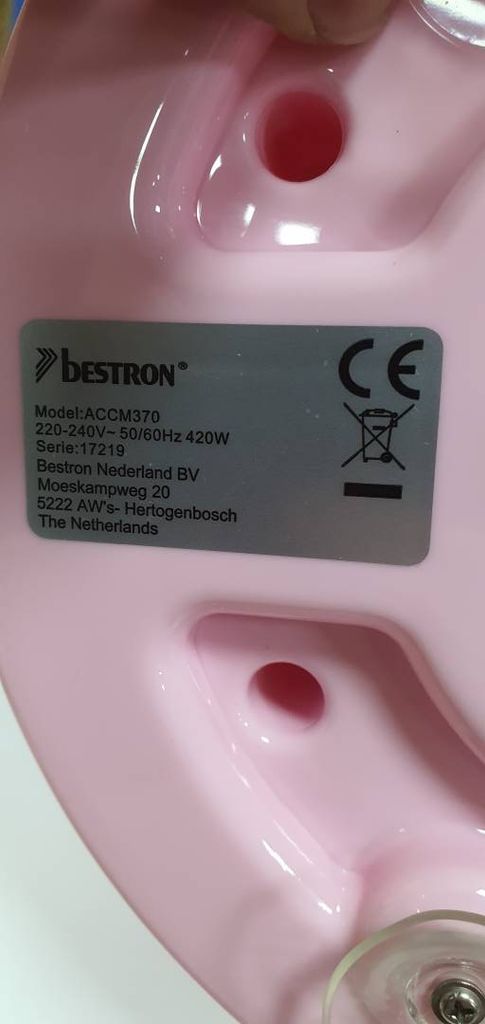 BESTRON®
CE
Model:ACCM370
220-240V~ 50/60Hz 420W
Serie:17219
Bestron Nederland BV
Moeskampweg 20
5222 AW's- Hertogenbosch
The Netherlands